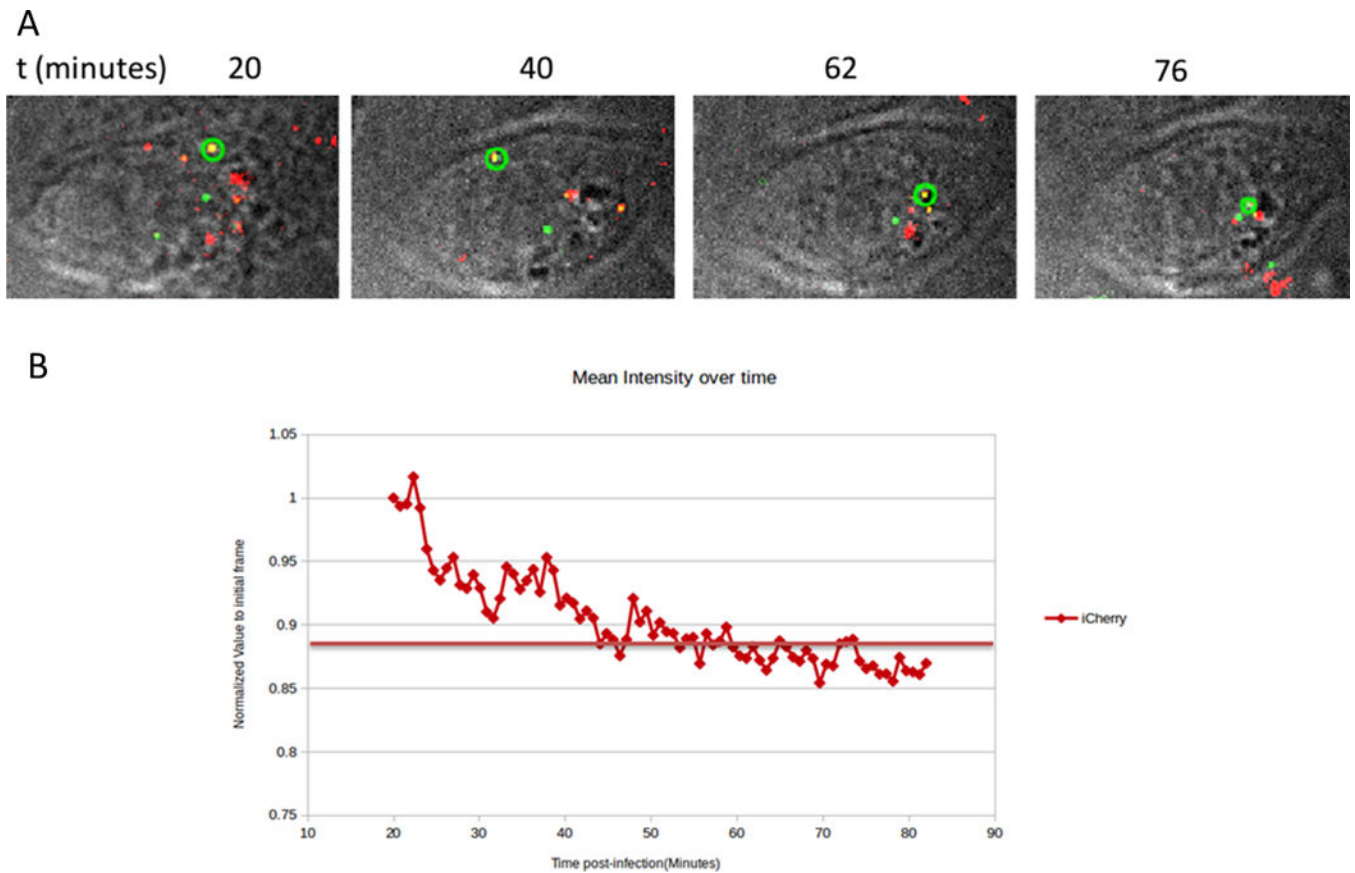 A
t (minutes) 20 40 62 76
B
Mean Intensity over time
1.05
1
0.95
0.9
0.85
0.8
0.75
Normalized Value to initial frame
iCherry
10 20 30 40 50 60 70 80 90
Time post-infection(Minutes)